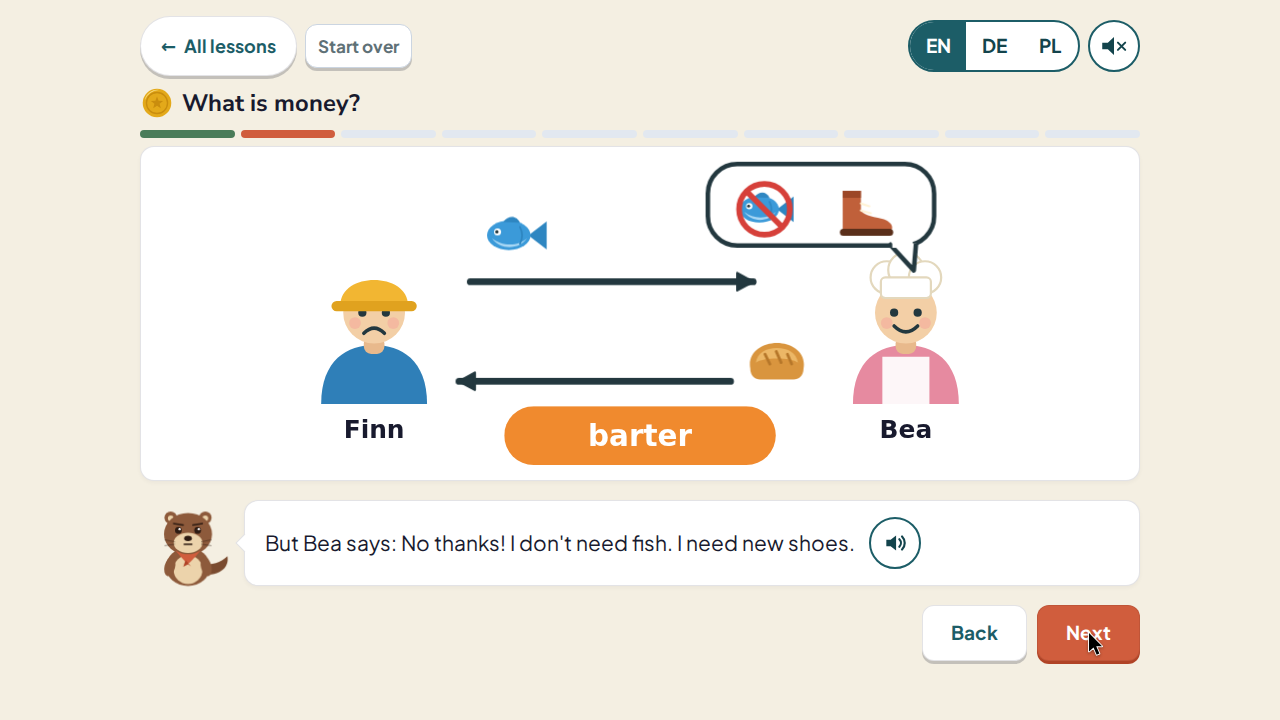 ← All lessons
Start over
EN
DE
PL
What is money?
Finn
barter
Bea
But Bea says: No thanks! I don't need fish. I need new shoes.
Back
Next